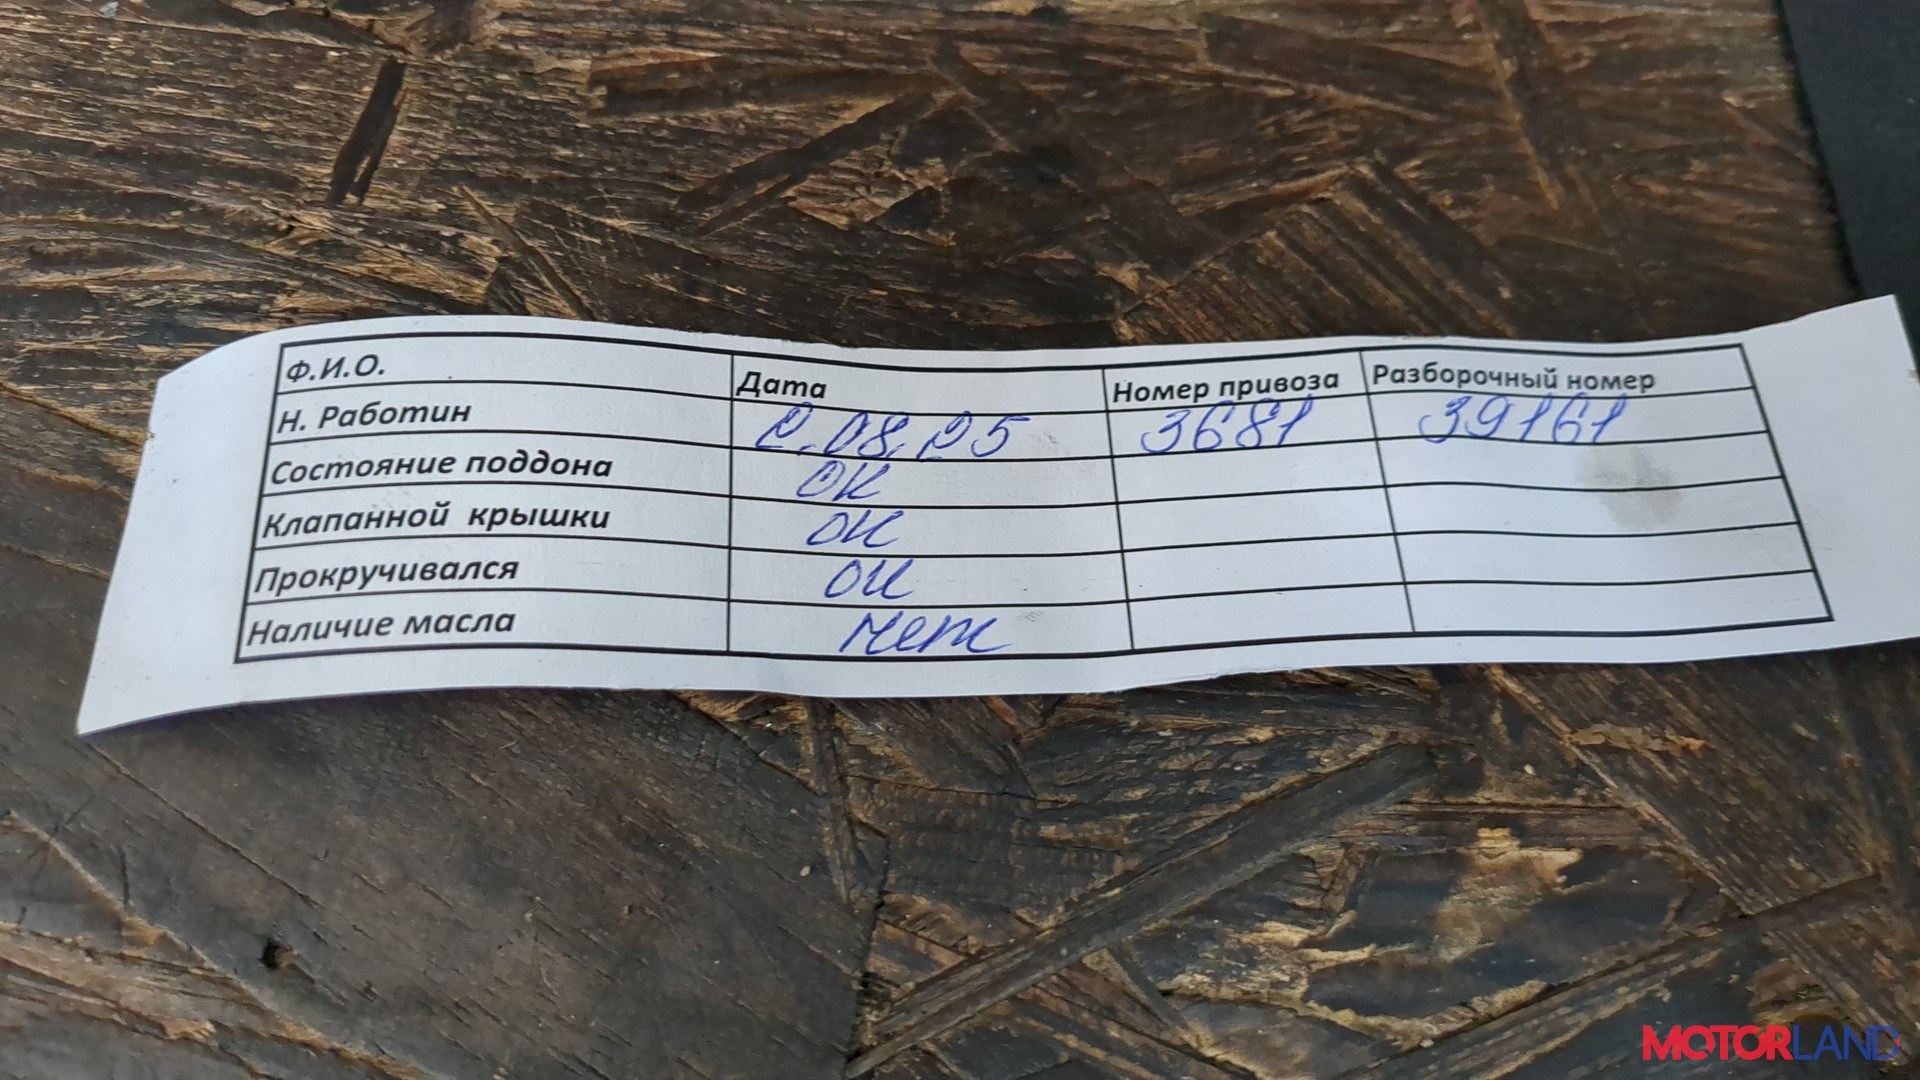 Ф.И.О. Дата Номер привоза Разборочный номер
Н. Работин 2.08.25 3681 39161
Состояние поддона ок
Клапанной крышки ок
Прокручивался ок
Наличие масла нет
MOTORLAND